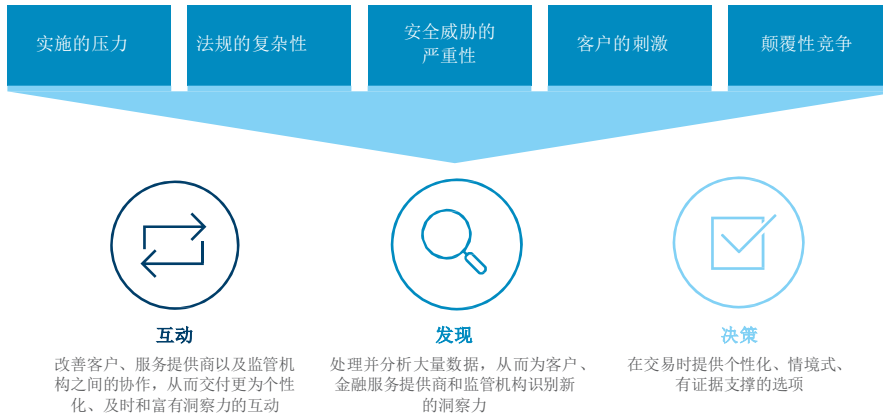 实施的压力
法规的复杂性
安全威胁的
严重性
客户的刺激
颠覆性竞争
互动
改善客户、服务提供商以及监管机
构之间的协作，从而交付更为个性
化、及时和富有洞察力的互动
发现
处理并分析大量数据，从而为客户、
金融服务提供商和监管机构识别新
的洞察力
决策
在交易时提供个性化、情境式、
有证据支撑的选项